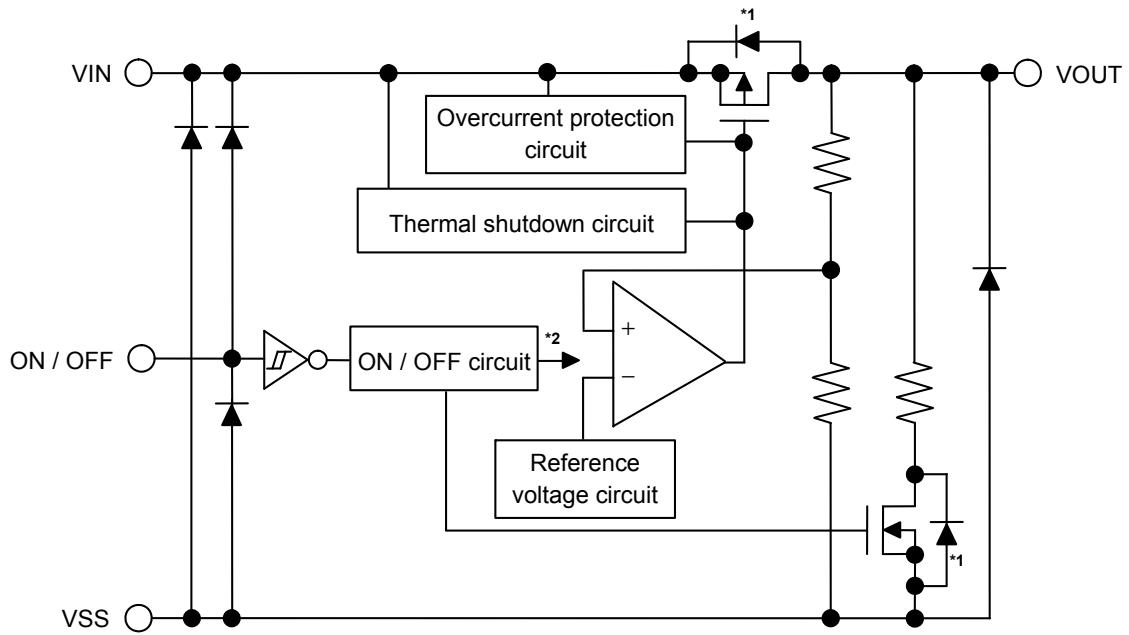 *1
VIN
VOUT
Overcurrent protection
circuit
Thermal shutdown circuit
+
*2
ON / OFF
ON / OFF circuit
−
Reference
voltage circuit
*1
VSS